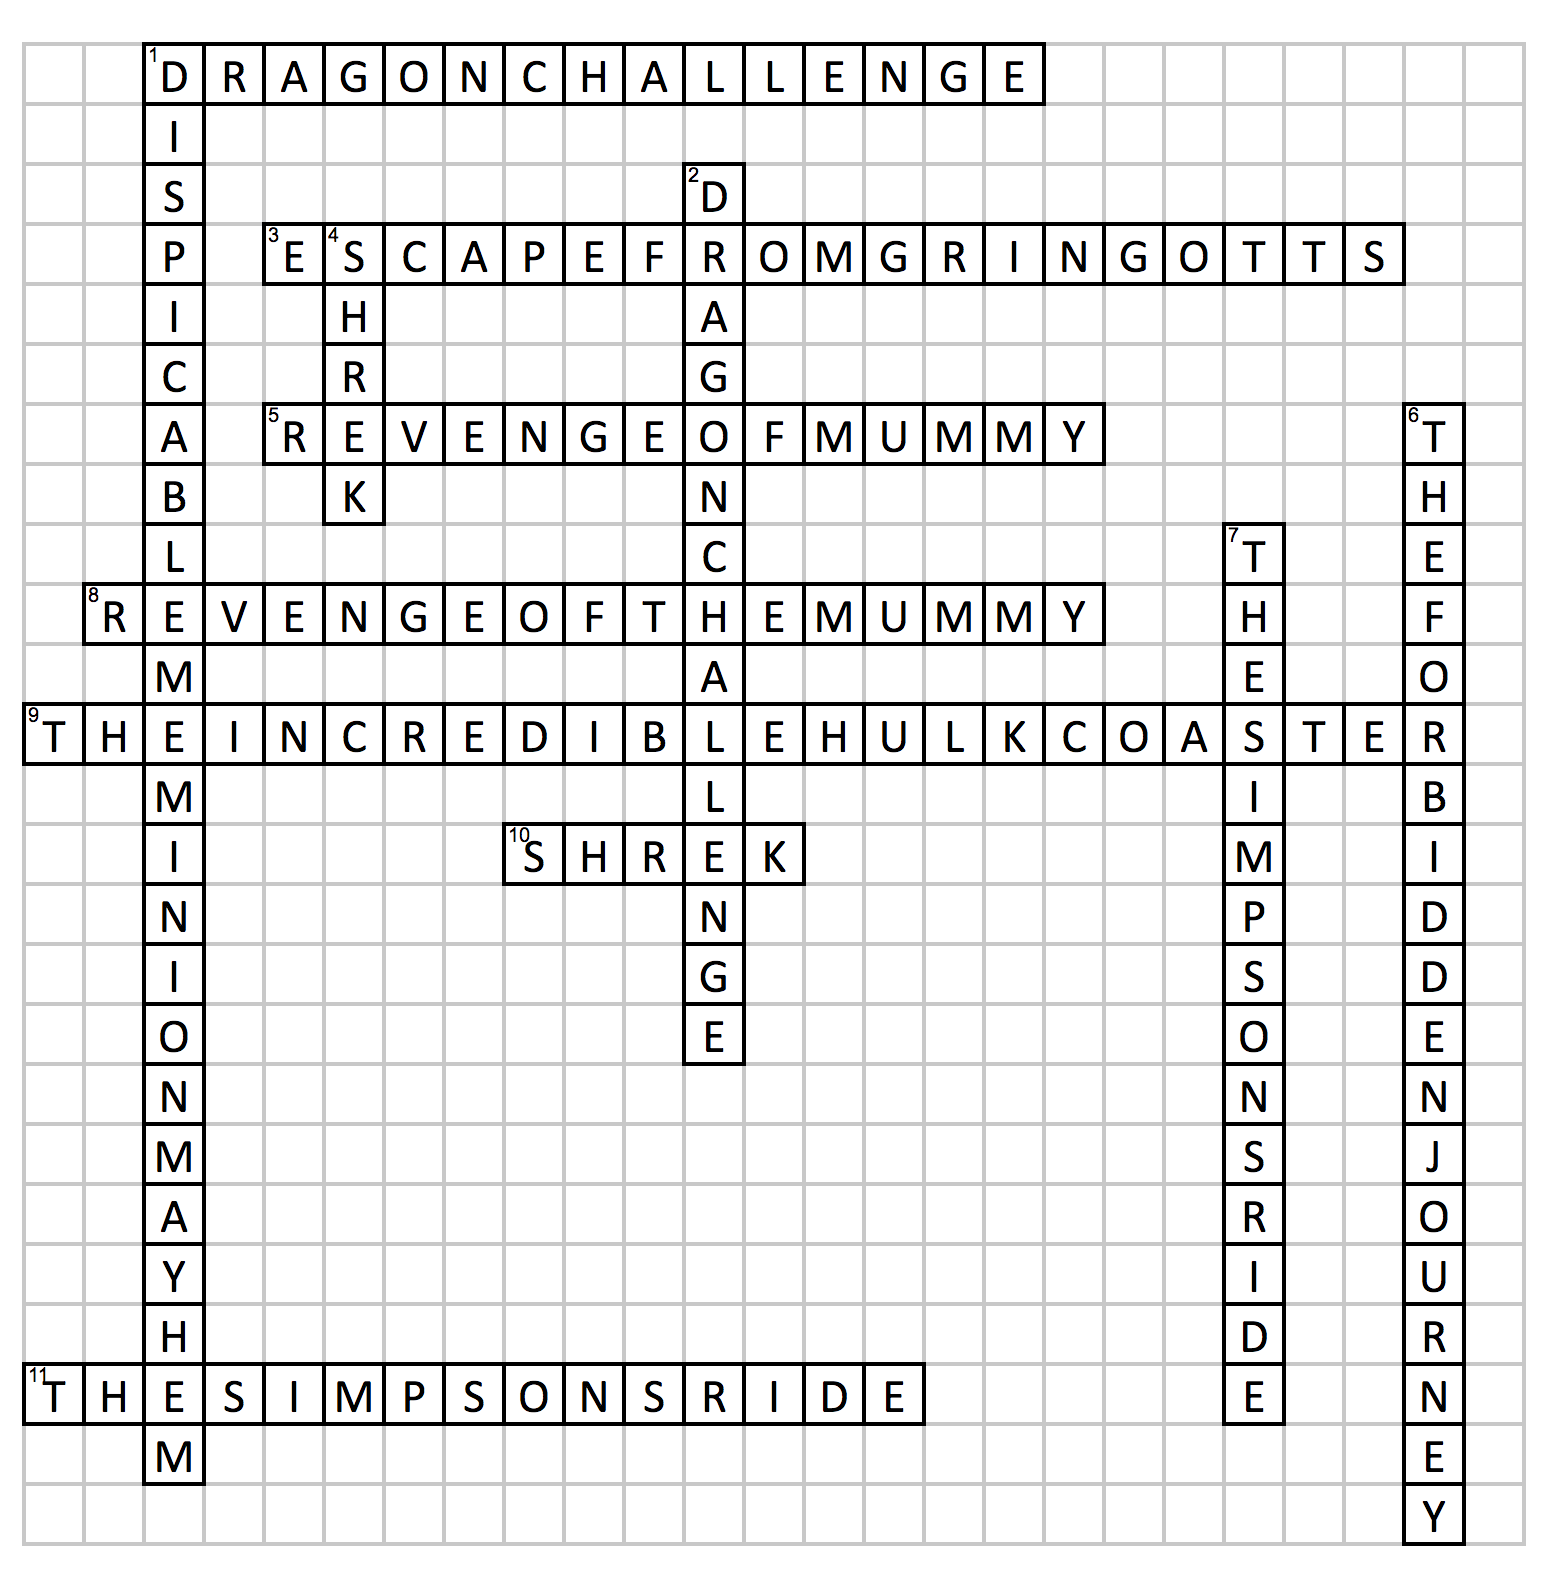 1 DRAGONCHALLENGE
1 DISPICABLEMEMINIONMAYHEM
2 DRAGONCHALLENGE
3 ESCAPEFROMGRINGOTTS
4 SHREK
5 REVENGEOFMUMMY
6 THEFORBIDDENJOURNEY
7 THESIMPSONSRIDE
8 REVENGEOFTHEMUMMY
9 THEINCREDIBLEHULKCOASTER
10 SHREK
11 THESIMPSONSRIDE